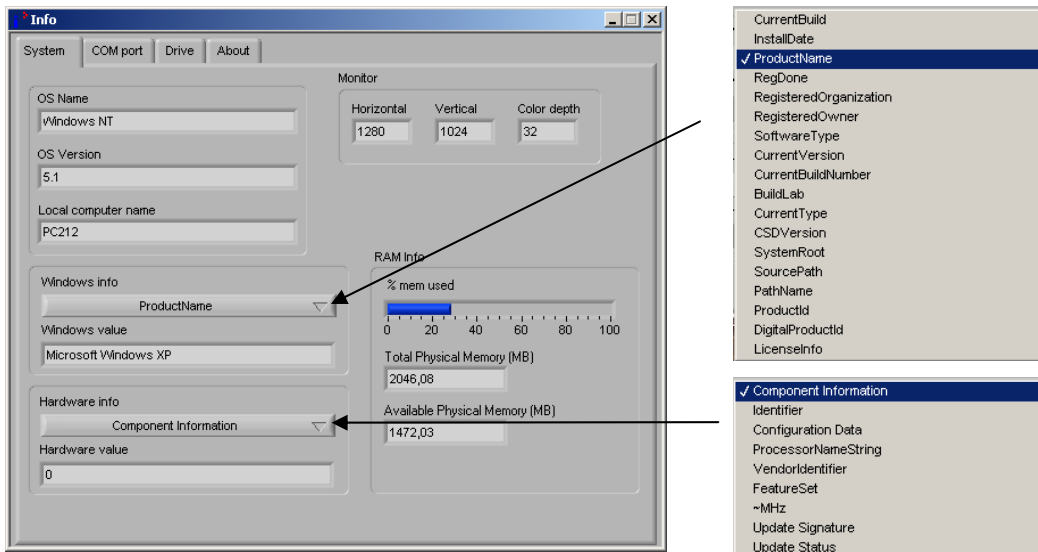 Info
System COM port Drive About
OS Name
Windows NT
OS Version
5.1
Local computer name
PC212
Monitor
Horizontal Vertical Color depth
1280 1024 32
Windows info
ProductName
Windows value
Microsoft Windows XP
Hardware info
Component Information
Hardware value
0
RAM Info
% mem used
0 20 40 60 80 100
Total Physical Memory (MB)
2046,08
Available Physical Memory (MB)
1472,03
CurrentBuild
InstallDate
✓ ProductName
RegDone
RegisteredOrganization
RegisteredOwner
SoftwareType
CurrentVersion
CurrentBuildNumber
BuildLab
CurrentType
CSDVersion
SystemRoot
SourcePath
PathName
ProductId
DigitalProductId
LicenseInfo
✓ Component Information
Identifier
Configuration Data
ProcessorNameString
VendorIdentifier
FeatureSet
~MHz
Update Signature
Update Status